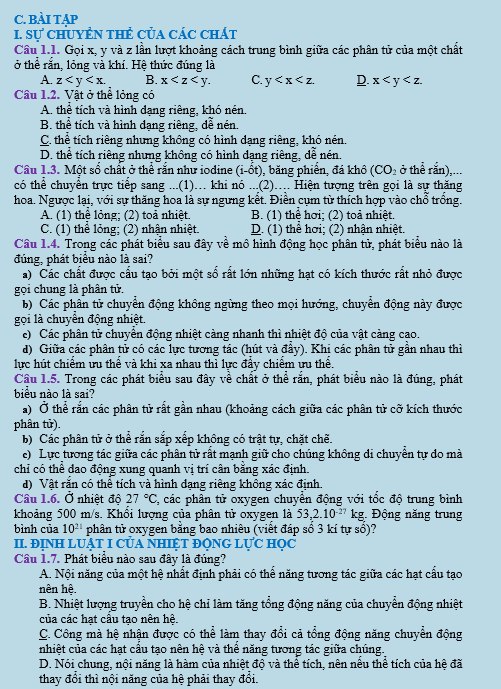 C. BÀI TẬP
I. SỰ CHUYỂN THỂ CỦA CÁC CHẤT
Câu 1.1. Gọi x, y và z lần lượt khoảng cách trung bình giữa các phân tử của một chất
ở thể rắn, lỏng và khí. Hệ thức đúng là
A. z < y < x. B. x < z < y. C. y < x < z. D. x < y < z.
Câu 1.2. Vật ở thể lỏng có
A. thể tích và hình dạng riêng, khó nén.
B. thể tích và hình dạng riêng, dễ nén.
C. thể tích riêng nhưng không có hình dạng riêng, khó nén.
D. thể tích riêng nhưng không có hình dạng riêng, dễ nén.
Câu 1.3. Một số chất ở thể rắn như iodine (i-ốt), băng phiến, đá khô (CO₂ ở thể rắn),...
có thể chuyển trực tiếp sang ...(1)... khi nó ...(2).... Hiện tượng trên gọi là sự thăng
hoa. Ngược lại, với sự thăng hoa là sự ngưng kết. Điền cụm từ thích hợp vào chỗ trống.
A. (1) thể lỏng; (2) toả nhiệt. B. (1) thể hơi; (2) toả nhiệt.
C. (1) thể lỏng; (2) nhận nhiệt. D. (1) thể hơi; (2) nhận nhiệt.
Câu 1.4. Trong các phát biểu sau đây về mô hình động học phân tử, phát biểu nào là
đúng, phát biểu nào là sai?
a) Các chất được cấu tạo bởi một số rất lớn những hạt có kích thước rất nhỏ được
gọi chung là phân tử.
b) Các phân tử chuyển động không ngừng theo mọi hướng, chuyển động này được
gọi là chuyển động nhiệt.
c) Các phân tử chuyển động nhiệt càng nhanh thì nhiệt độ của vật càng cao.
d) Giữa các phân tử có các lực tương tác (hút và đẩy). Khi các phân tử gần nhau thì
lực hút chiếm ưu thế và khi xa nhau thì lực đẩy chiếm ưu thế.
Câu 1.5. Trong các phát biểu sau đây về chất ở thể rắn, phát biểu nào là đúng, phát
biểu nào là sai?
a) Ở thể rắn các phân tử rất gần nhau (khoảng cách giữa các phân tử cỡ kích thước
phân tử).
b) Các phân tử ở thể rắn sắp xếp không có trật tự, chặt chẽ.
c) Lực tương tác giữa các phân tử rất mạnh giữ cho chúng không di chuyển tự do mà
chỉ có thể dao động xung quanh vị trí cân bằng xác định.
d) Vật rắn có thể tích và hình dạng riêng không xác định.
Câu 1.6. Ở nhiệt độ 27 °C, các phân tử oxygen chuyển động với tốc độ trung bình
khoảng 500 m/s. Khối lượng của phân tử oxygen là 53,2.10⁻²⁷ kg. Động năng trung
bình của 10²¹ phân tử oxygen bằng bao nhiêu (viết đáp số 3 kí tự số)?
II. ĐỊNH LUẬT I CỦA NHIỆT ĐỘNG LỰC HỌC
Câu 1.7. Phát biểu nào sau đây là đúng?
A. Nội năng của một hệ nhất định phải có thế năng tương tác giữa các hạt cấu tạo
nên hệ.
B. Nhiệt lượng truyền cho hệ chỉ làm tăng tổng động năng của chuyển động nhiệt
của các hạt cấu tạo nên hệ.
C. Công mà hệ nhận được có thể làm thay đổi cả tổng động năng chuyển động
nhiệt của các hạt cấu tạo nên hệ và thế năng tương tác giữa chúng.
D. Nói chung, nội năng là hàm của nhiệt độ và thể tích, nên nếu thể tích của hệ đã
thay đổi thì nội năng của hệ phải thay đổi.